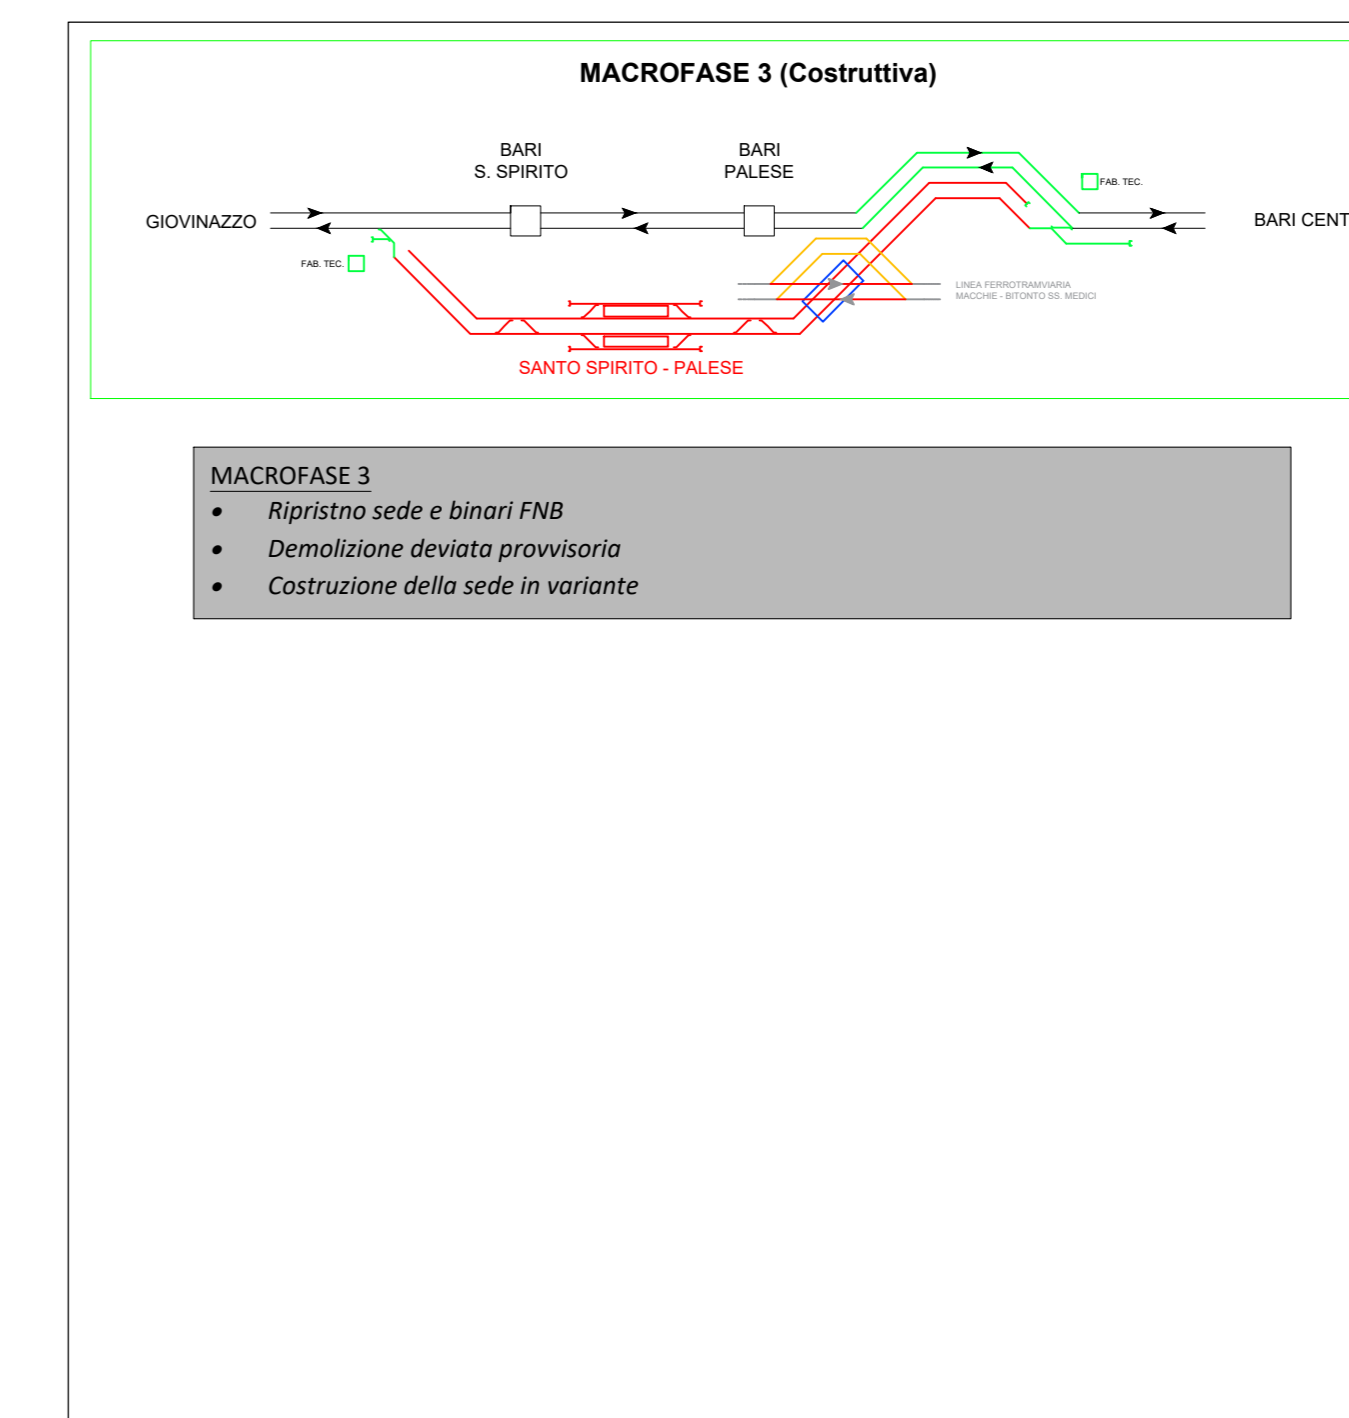 MACROFASE 3 (Costruttiva)
BARI
S. SPIRITO
BARI
PALESE
FAB. TEC.
GIOVINAZZO
BARI CENT
FAB. TEC.
LINEA FERROTRAMVIARIA
MACCHIE - BITONTO SS. MEDICI
SANTO SPIRITO - PALESE
MACROFASE 3
• Ripristno sede e binari FNB
• Demolizione deviata provvisoria
• Costruzione della sede in variante